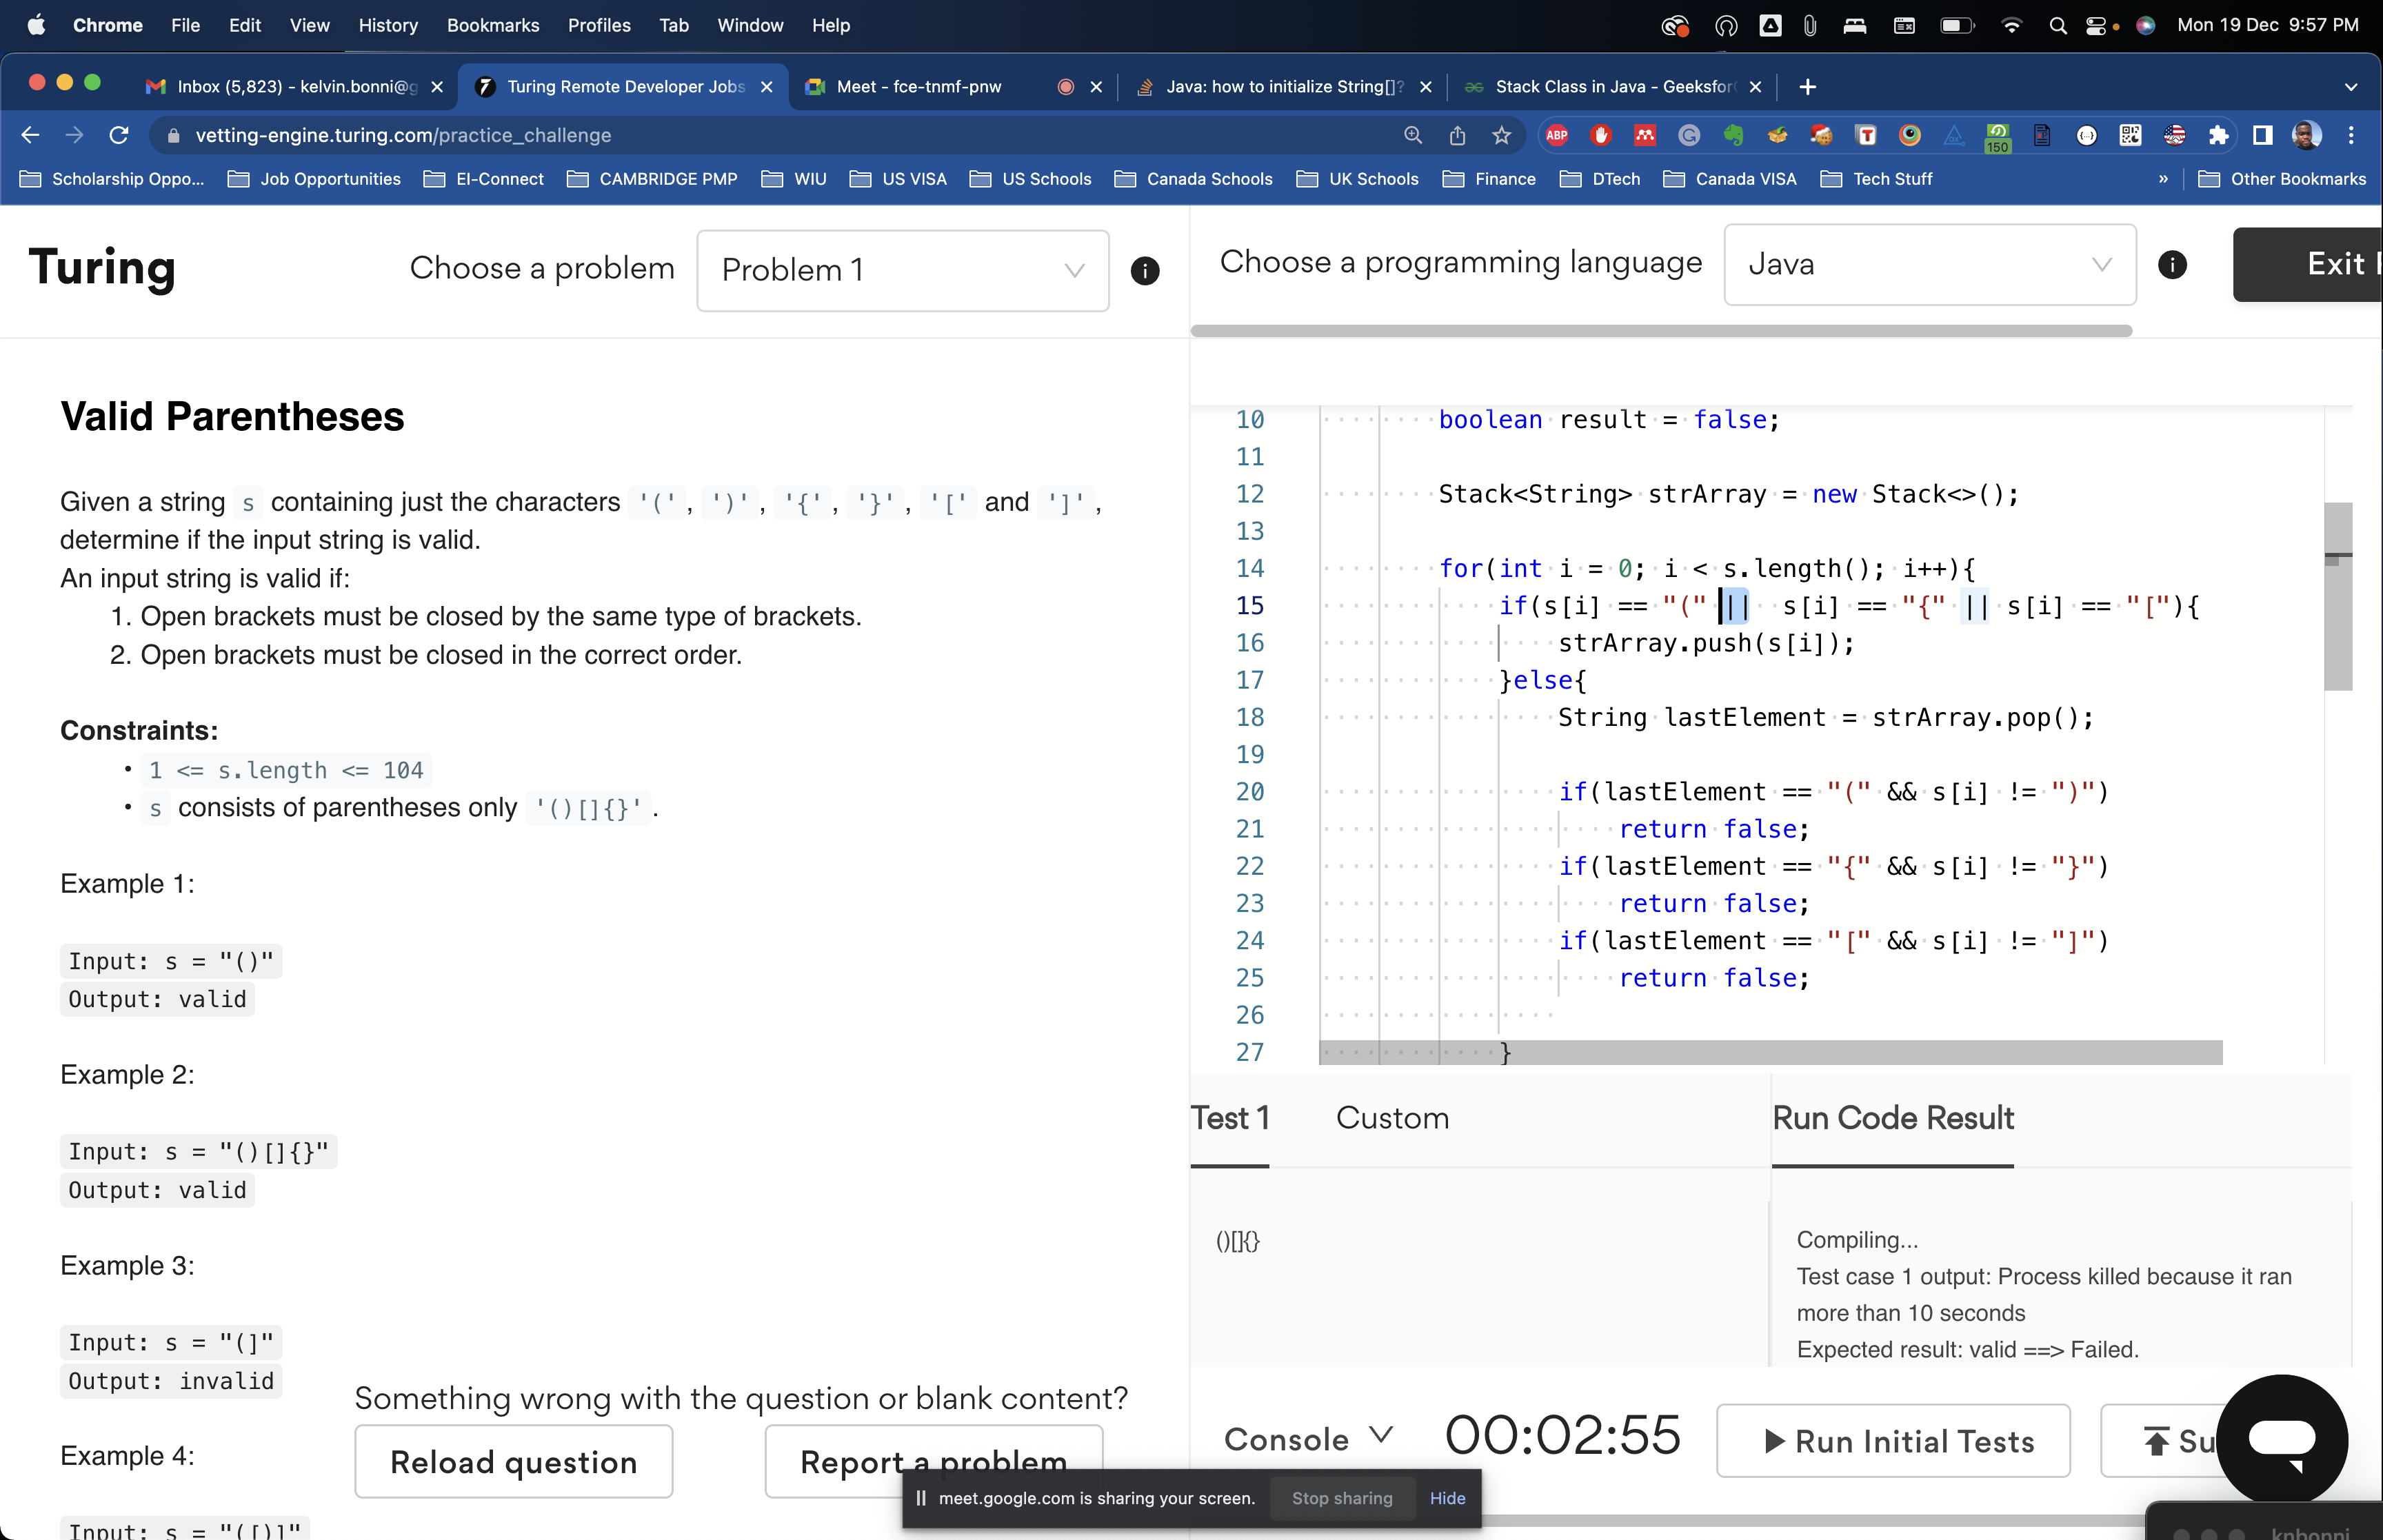 Chrome File Edit View History Bookmarks Profiles Tab Window Help Mon 19 Dec 9:57 PM
Inbox (5,823) - kelvin.bonni@g Turing Remote Developer Jobs Meet - fce-tnmf-pnw Java: how to initialize String[]? Stack Class in Java - Geeksfor
vetting-engine.turing.com/practice_challenge ABP 150
Scholarship Oppo... Job Opportunities EI-Connect CAMBRIDGE PMP WIU US VISA US Schools Canada Schools UK Schools Finance DTech Canada VISA Tech Stuff » Other Bookmarks
Turing Choose a problem Problem 1 Choose a programming language Java Exit
Valid Parentheses
Given a string s containing just the characters '(', ')', '{', '}', '[' and ']',
determine if the input string is valid.
An input string is valid if:
1. Open brackets must be closed by the same type of brackets.
2. Open brackets must be closed in the correct order.
Constraints:
• 1 <= s.length <= 104
• s consists of parentheses only '()[]{}'.
Example 1:
Input: s = "()"
Output: valid
Example 2:
Input: s = "()[]{}"
Output: valid
Example 3:
Input: s = "(]"
Output: invalid
Example 4:
Input: s = "([)]"
Something wrong with the question or blank content?
Reload question Report a problem
10 boolean result = false;
11
12 Stack<String> strArray = new Stack<>();
13
14 for(int i = 0; i < s.length(); i++){
15 if(s[i] == "(" || s[i] == "{" || s[i] == "["){
16 strArray.push(s[i]);
17 }else{
18 String lastElement = strArray.pop();
19
20 if(lastElement == "(" && s[i] != ")")
21 return false;
22 if(lastElement == "{" && s[i] != "}")
23 return false;
24 if(lastElement == "[" && s[i] != "]")
25 return false;
26
27 }
Test 1 Custom Run Code Result
()[]{}
Compiling...
Test case 1 output: Process killed because it ran
more than 10 seconds
Expected result: valid ==> Failed.
Console 00:02:55 Run Initial Tests Su
meet.google.com is sharing your screen. Stop sharing Hide
knbonni